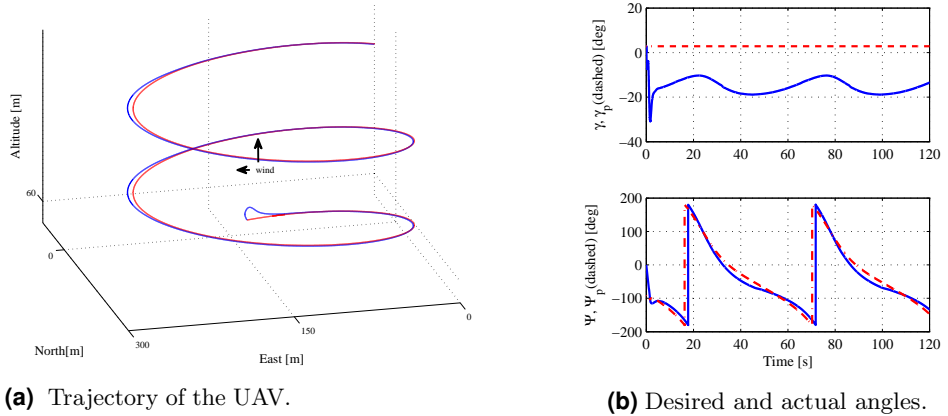 Altitude [m]
60
0
North[m]
300
East [m]
150
0
wind
(a) Trajectory of the UAV.
γ, γp(dashed) [deg]
20
0
−20
−40
0 20 40 60 80 100 120
Ψ, Ψp(dashed) [deg]
200
100
0
−100
−200
0 20 40 60 80 100 120
Time [s]
(b) Desired and actual angles.